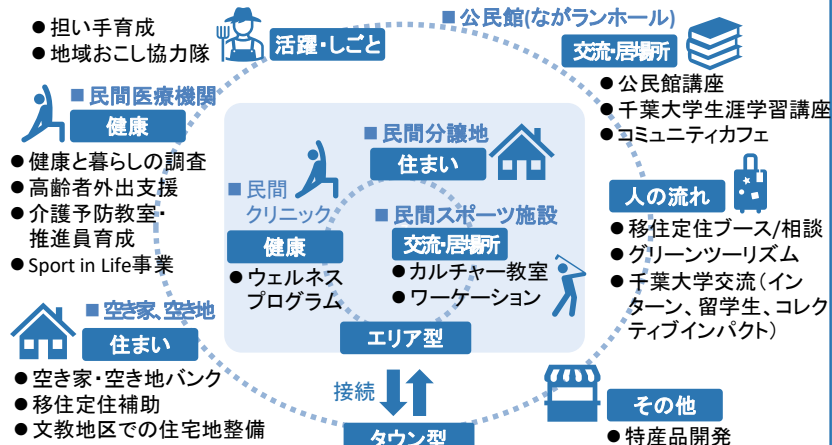 ●担い手育成
●地域おこし協力隊
活躍・しごと
■公民館(ながランホール)
交流・居場所
●公民館講座
●千葉大学生涯学習講座
●コミュニティカフェ
■民間医療機関
健康
●健康と暮らしの調査
●高齢者外出支援
●介護予防教室・
推進員育成
●Sport in Life事業
■民間分譲地
住まい
■民間
クリニック
健康
●ウェルネス
プログラム
■民間スポーツ施設
交流・居場所
●カルチャー教室
●ワーケーション
エリア型
人の流れ
●移住定住ブース/相談
●グリーンツーリズム
●千葉大学交流(イン
ターン、留学生、コレク
ティブインパクト)
■空き家、空き地
住まい
●空き家・空き地バンク
●移住定住補助
●文教地区での住宅地整備
接続
タウン型
その他
●特産品開発